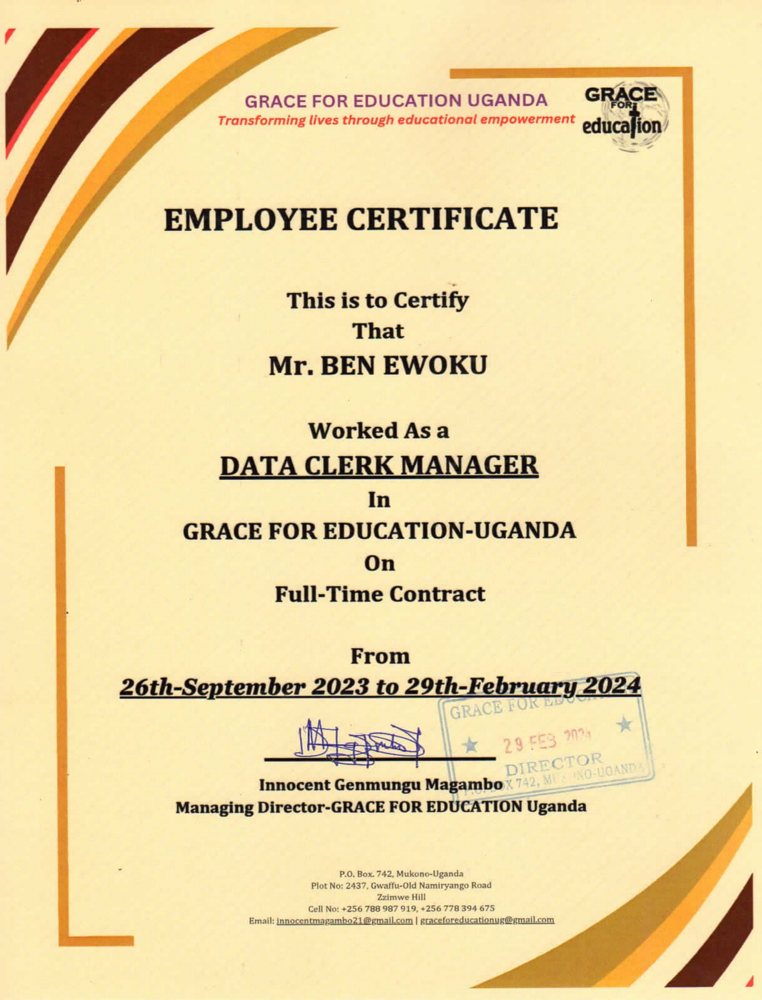 GRACE FOR EDUCATION UGANDA
Transforming lives through educational empowerment
GRACE
FOR
education
EMPLOYEE CERTIFICATE
This is to Certify
That
Mr. BEN EWOKU
Worked As a
DATA CLERK MANAGER
In
GRACE FOR EDUCATION-UGANDA
On
Full-Time Contract
From
26th-September 2023 to 29th-February 2024
GRACE FOR
29 FEB 2024
DIRECTOR
742,
Innocent Genmungu Magambo
Managing Director-GRACE FOR EDUCATION Uganda
P.O. Box. 742, Mukono-Uganda
Plot No: 2437, Gwaffu-Old Namiryango Road
Zzimwe Hill
Cell No: +256 788 987 919, +256 778 394 675
Email: innocentmagambo21@gmail.com | graceforeducationug@gmail.com